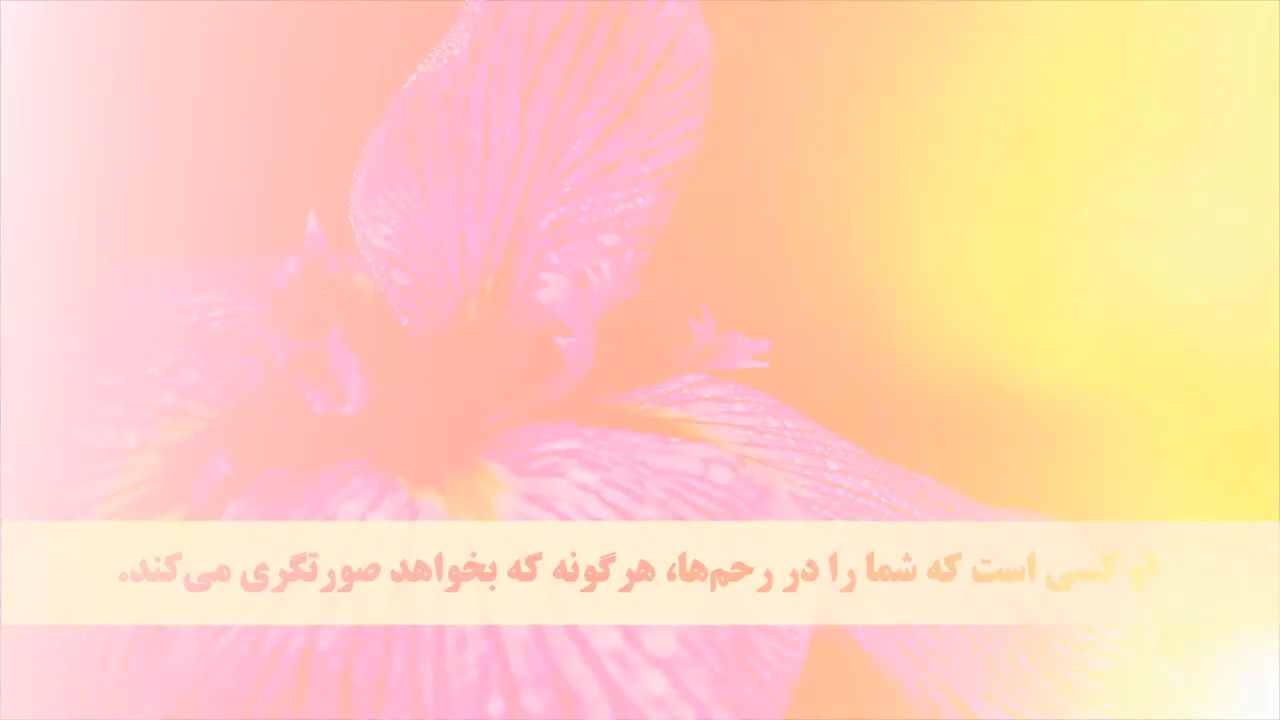 او کسی است که شما را در رحم‌ها، هرگونه که بخواهد صورتگری می‌کند.